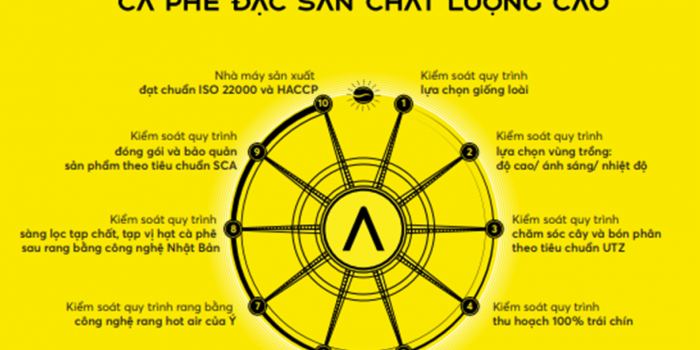 CÀ PHÊ ĐẶC SẢN CHẤT LƯỢNG CAO
Nhà máy sản xuất
đạt chuẩn ISO 22000 và HACCP
10
1
Kiểm soát quy trình
lựa chọn giống loài
Kiểm soát quy trình
đóng gói và bảo quản
sản phẩm theo tiêu chuẩn SCA
9
2
Kiểm soát quy trình
lựa chọn vùng trồng:
độ cao/ ánh sáng/ nhiệt độ
Kiểm soát quy trình
sàng lọc tạp chất, tạp vị hạt cà phê
sau rang bằng công nghệ Nhật Bản
8
3
Kiểm soát quy trình
chăm sóc cây và bón phân
theo tiêu chuẩn UTZ
Kiểm soát quy trình rang bằng
công nghệ rang hot air của Ý
7
4
Kiểm soát quy trình
thu hoạch 100% trái chín